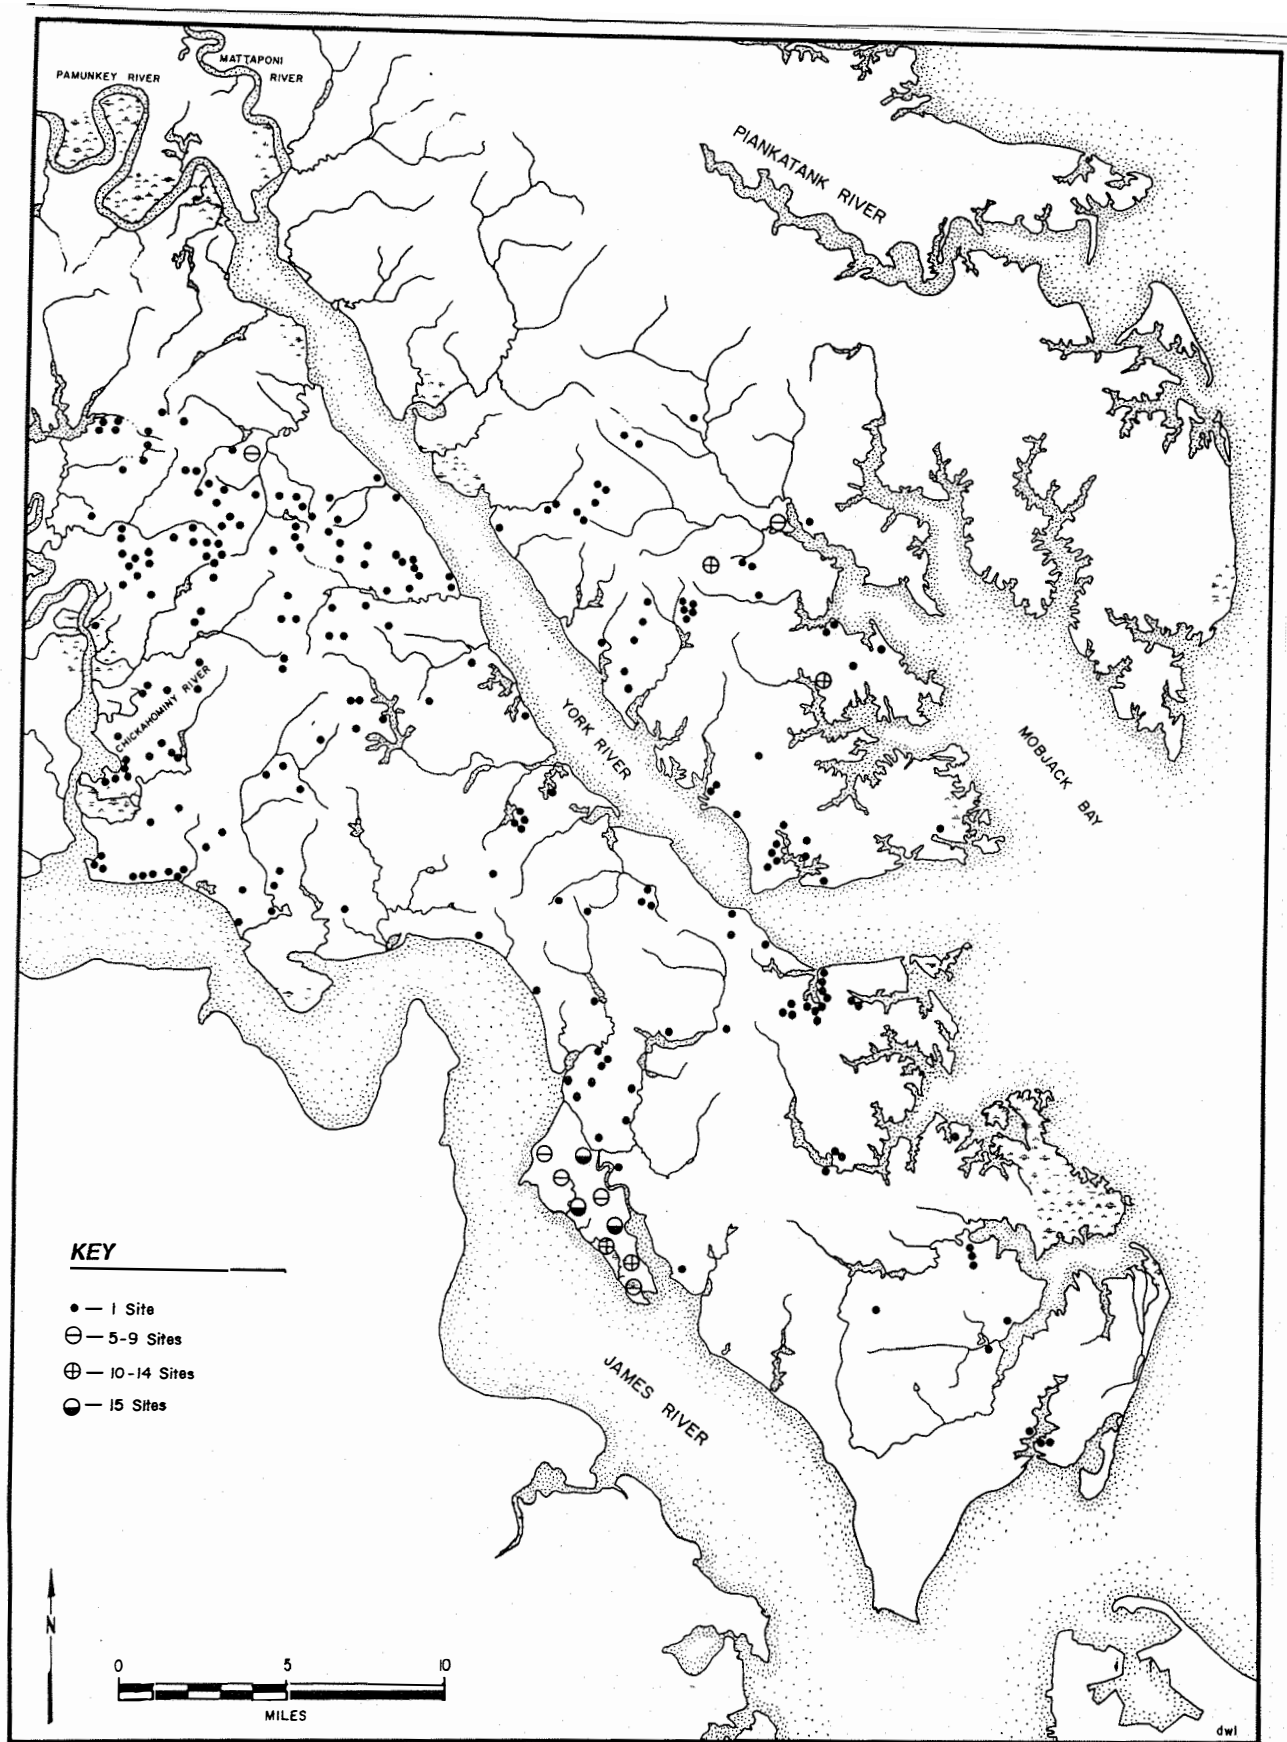 PAMUNKEY RIVER
MATTAPONI
RIVER
PIANKATANK RIVER
CHICKAHOMINY RIVER
YORK RIVER
MOBJACK BAY
JAMES RIVER
KEY
— 1 Site
— 5-9 Sites
— 10-14 Sites
— 15 Sites
N
0 5 10
MILES
dwl